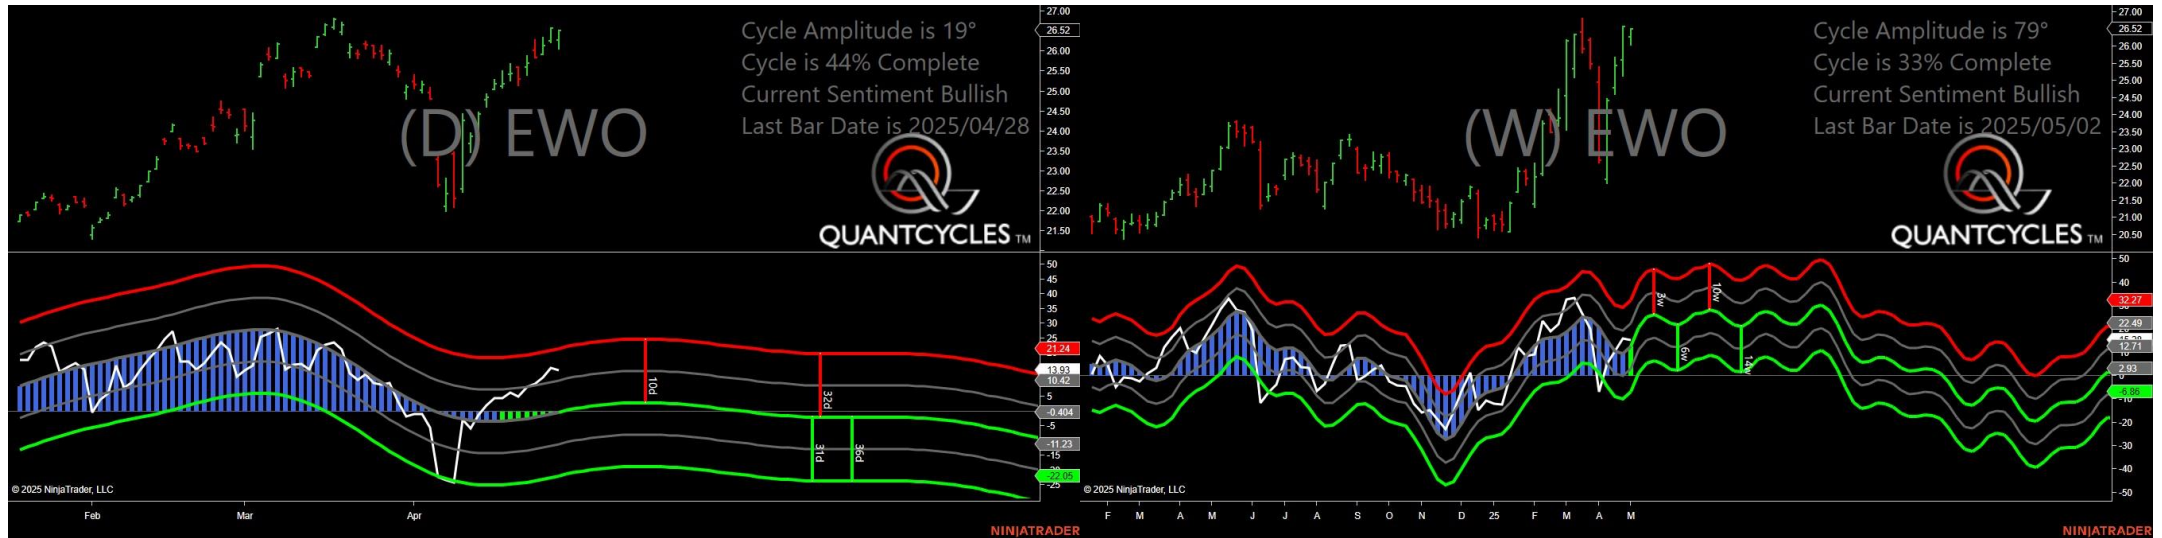 27.00
26.52
26.00
25.50
25.00
24.50
24.00
23.50
23.00
22.50
22.00
21.50
Cycle Amplitude is 19°
Cycle is 44% Complete
Current Sentiment Bullish
Last Bar Date is 2025/04/28
(D) EWO
QUANTCYCLES TM
50
45
40
35
30
25
21.24
13.93
10.42
5
-0.404
-5
-11.23
-15
-22.05
-25
10d
32d
31d
36d
© 2025 NinjaTrader, LLC
Feb Mar Apr
NINJATRADER
27.00
26.52
26.00
25.50
25.00
24.50
24.00
23.50
23.00
22.50
22.00
21.50
21.00
20.50
Cycle Amplitude is 79°
Cycle is 33% Complete
Current Sentiment Bullish
Last Bar Date is 2025/05/02
(W) EWO
QUANTCYCLES TM
50
40
32.27
22.49
12.71
2.93
-6.86
-10
-20
-30
-40
-50
3w
10w
6w
© 2025 NinjaTrader, LLC
F M A M J J A S O N D 25 F M A M
NINJATRADER